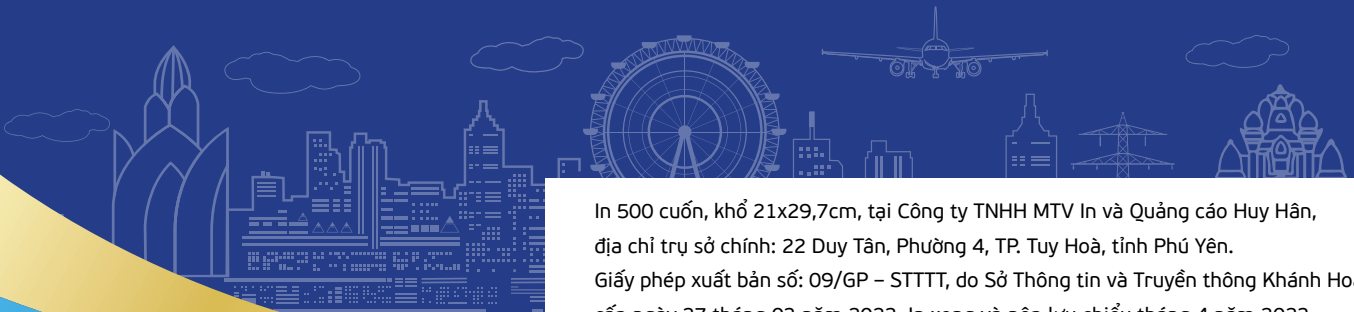 In 500 cuốn, khổ 21x29,7cm, tại Công ty TNHH MTV In và Quảng cáo Huy Hân,
địa chỉ trụ sở chính: 22 Duy Tân, Phường 4, TP. Tuy Hoà, tỉnh Phú Yên.
Giấy phép xuất bản số: 09/GP – STTTT, do Sở Thông tin và Truyền thông Khánh Hoà